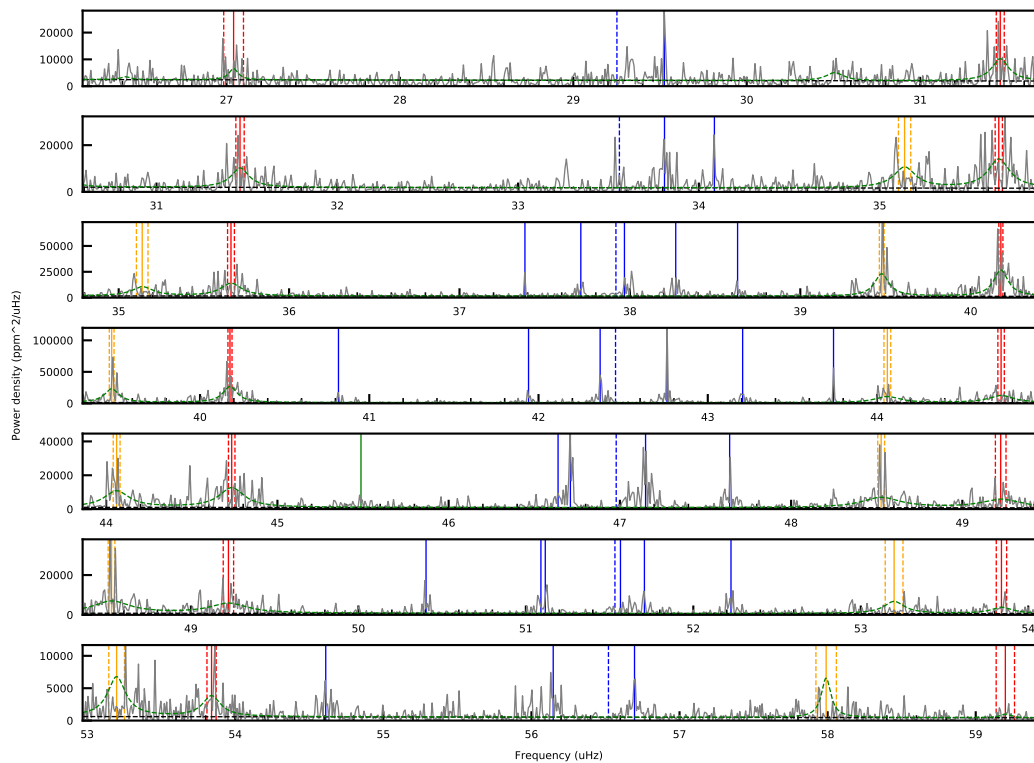 20000
10000
0
27 28 29 30 31
20000
0
31 32 33 34 35
50000
25000
0
35 36 37 38 39 40
Power density (ppm^2/uHz)
100000
50000
0
40 41 42 43 44
40000
20000
0
44 45 46 47 48 49
20000
0
49 50 51 52 53 54
10000
5000
0
53 54 55 56 57 58 59
Frequency (uHz)